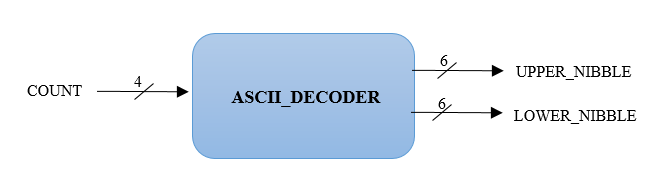 COUNT
4
ASCII_DECODER
6
UPPER_NIBBLE
6
LOWER_NIBBLE